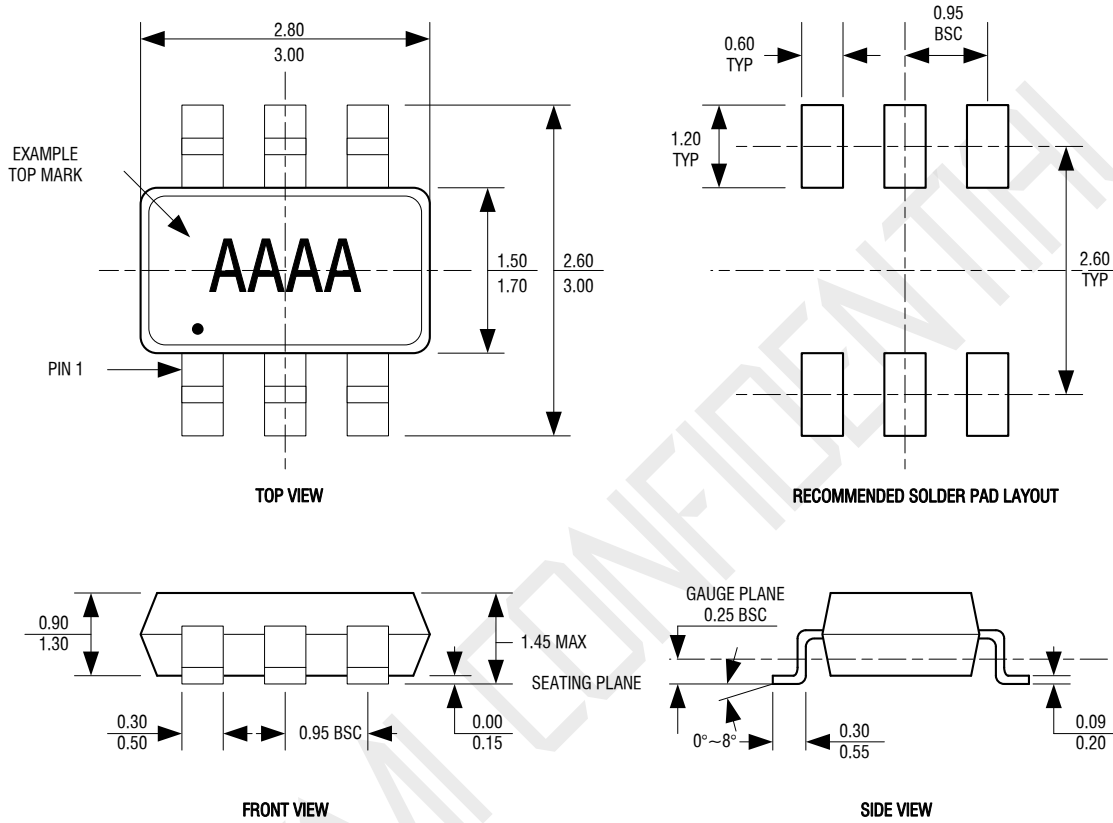 2.80
3.00
EXAMPLE
TOP MARK
AAAA
1.50
1.70
2.60
3.00
PIN 1
TOP VIEW
0.60
TYP
0.95
BSC
1.20
TYP
2.60
TYP
RECOMMENDED SOLDER PAD LAYOUT
0.90
1.30
1.45 MAX
SEATING PLANE
0.30
0.50
0.95 BSC
0.00
0.15
FRONT VIEW
GAUGE PLANE
0.25 BSC
0°~8°
0.30
0.55
0.09
0.20
SIDE VIEW
MI CONFIDENTIAL